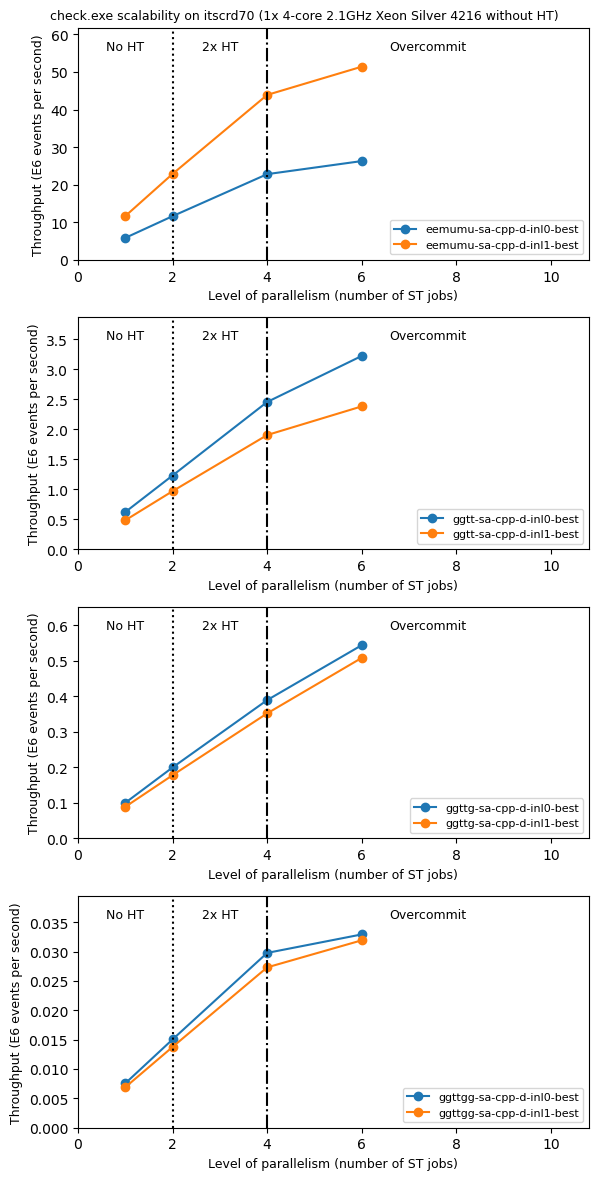 check.exe scalability on itscrd70 (1x 4-core 2.1GHz Xeon Silver 4216 without HT)
Throughput (E6 events per second)
60
50
40
30
20
10
0
No HT
2x HT
Overcommit
eemumu-sa-cpp-d-inl0-best
eemumu-sa-cpp-d-inl1-best
0 2 4 6 8 10
Level of parallelism (number of ST jobs)
Throughput (E6 events per second)
3.5
3.0
2.5
2.0
1.5
1.0
0.5
0.0
No HT
2x HT
Overcommit
ggtt-sa-cpp-d-inl0-best
ggtt-sa-cpp-d-inl1-best
0 2 4 6 8 10
Level of parallelism (number of ST jobs)
Throughput (E6 events per second)
0.6
0.5
0.4
0.3
0.2
0.1
0.0
No HT
2x HT
Overcommit
ggttg-sa-cpp-d-inl0-best
ggttg-sa-cpp-d-inl1-best
0 2 4 6 8 10
Level of parallelism (number of ST jobs)
Throughput (E6 events per second)
0.035
0.030
0.025
0.020
0.015
0.010
0.005
0.000
No HT
2x HT
Overcommit
ggttgg-sa-cpp-d-inl0-best
ggttgg-sa-cpp-d-inl1-best
0 2 4 6 8 10
Level of parallelism (number of ST jobs)